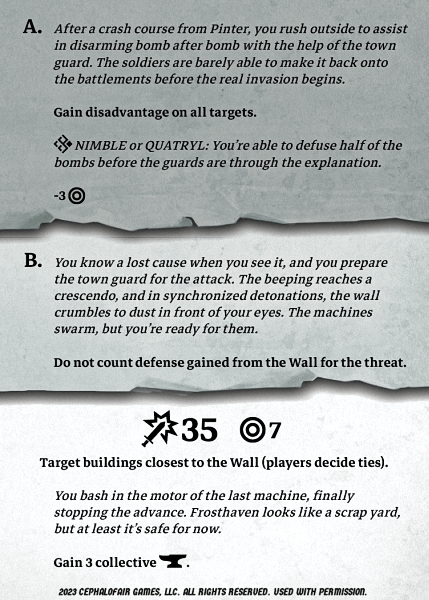 A. After a crash course from Pinter, you rush outside to assist
in disarming bomb after bomb with the help of the town
guard. The soldiers are barely able to make it back onto
the battlements before the real invasion begins.
Gain disadvantage on all targets.
NIMBLE or QUATRYL: You're able to defuse half of the
bombs before the guards are through the explanation.
-3
B. You know a lost cause when you see it, and you prepare
the town guard for the attack. The beeping reaches a
crescendo, and in synchronized detonations, the wall
crumbles to dust in front of your eyes. The machines
swarm, but you're ready for them.
Do not count defense gained from the Wall for the threat.
35 7
Target buildings closest to the Wall (players decide ties).
You bash in the motor of the last machine, finally
stopping the advance. Frosthaven looks like a scrap yard,
but at least it's safe for now.
Gain 3 collective .
2023 CEPHALOFAIR GAMES, LLC. ALL RIGHTS RESERVED. USED WITH PERMISSION.